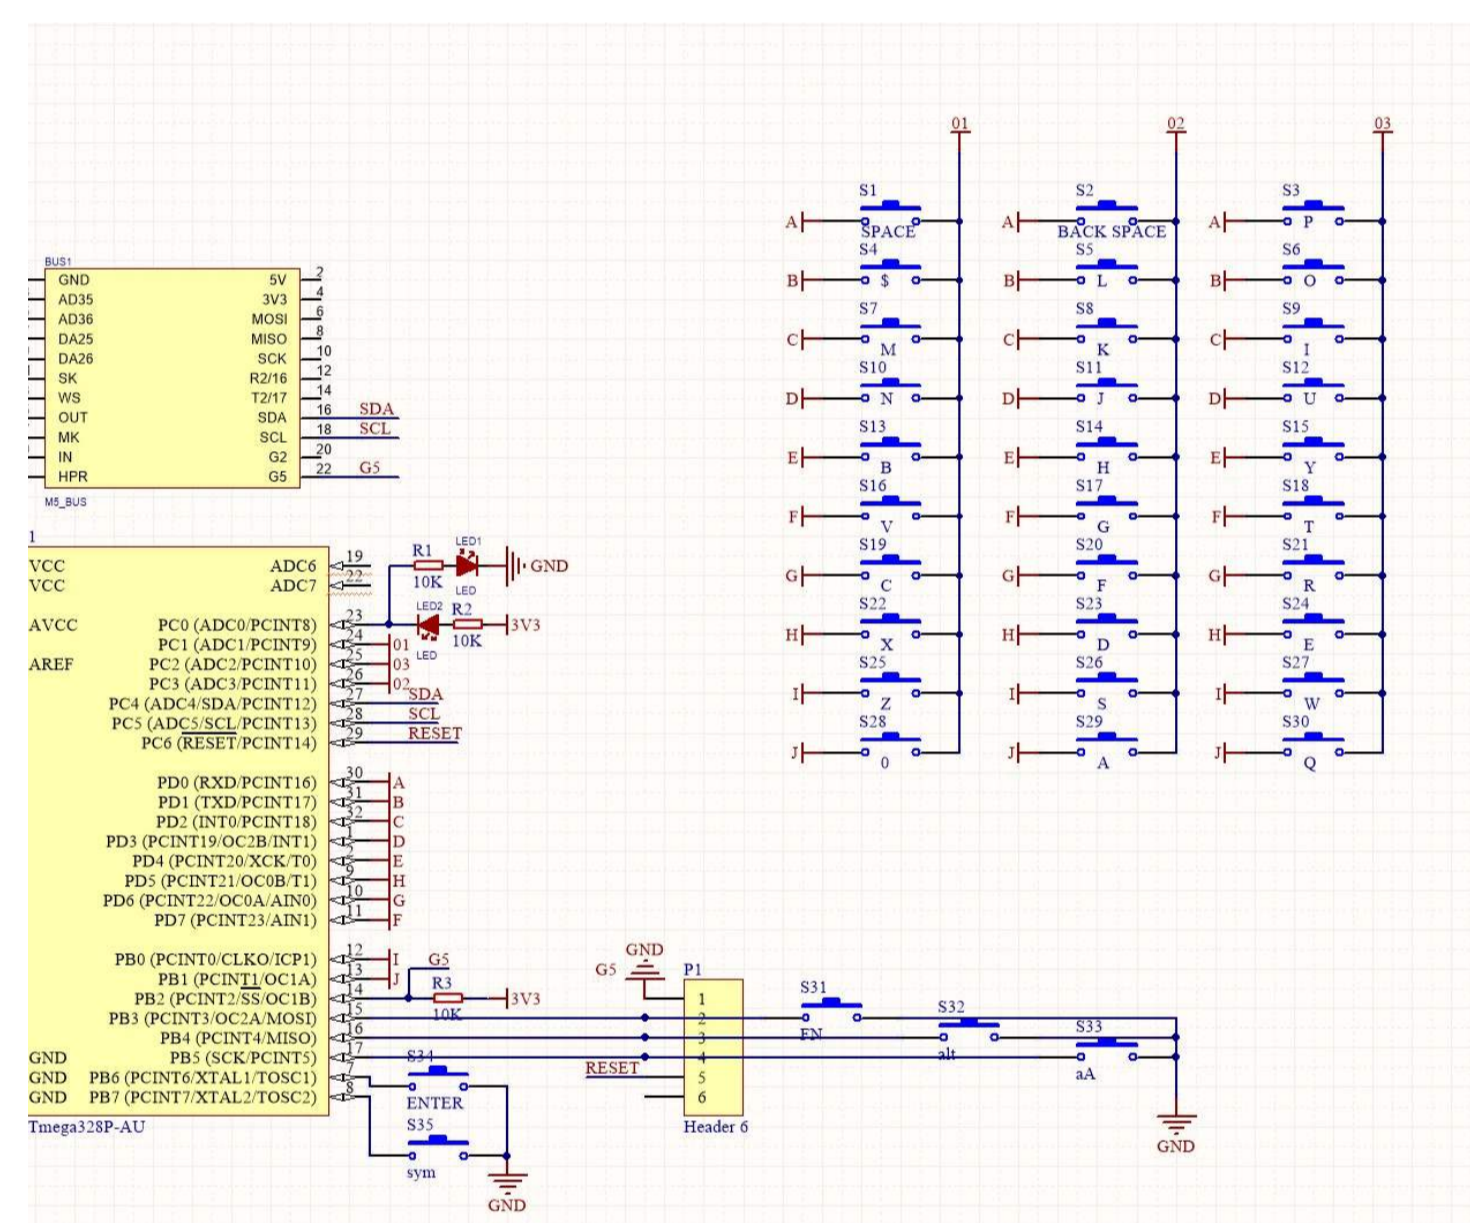 01 02 03
S1 S2 S3
A SPACE A BACK SPACE A P
S4 S5 S6
B $ B L B O
S7 S8 S9
C M C K C I
S10 S11 S12
D N D J D U
S13 S14 S15
E B E H E Y
S16 S17 S18
F V F G F T
S19 S20 S21
G C G F G R
S22 S23 S24
H X H D H E
S25 S26 S27
I Z I S I W
S28 S29 S30
J 0 J A J Q
BUS1
GND 5V 2
AD35 3V3 4
AD36 MOSI 6
DA25 MISO 8
DA26 SCK 10
SK R2/16 12
WS T2/17 14
OUT SDA 16 SDA
MK SCL 18 SCL
IN G2 20
HPR G5 22 G5
M5_BUS
1
VCC ADC6 19
VCC ADC7 22
R1 LED1 GND
10K LED
AVCC PC0 (ADC0/PCINT8) 23
LED2 R2 3V3
LED 10K
PC1 (ADC1/PCINT9) 24 01
AREF PC2 (ADC2/PCINT10) 25 03
PC3 (ADC3/PCINT11) 26 02
PC4 (ADC4/SDA/PCINT12) 27 SDA
PC5 (ADC5/SCL/PCINT13) 28 SCL
PC6 (RESET/PCINT14) 29 RESET
PD0 (RXD/PCINT16) 30 A
PD1 (TXD/PCINT17) 31 B
PD2 (INT0/PCINT18) 32 C
PD3 (PCINT19/OC2B/INT1) 1 D
PD4 (PCINT20/XCK/T0) 2 E
PD5 (PCINT21/OC0B/T1) 9 H
PD6 (PCINT22/OC0A/AIN0) 10 G
PD7 (PCINT23/AIN1) 11 F
PB0 (PCINT0/CLKO/ICP1) 12 I
PB1 (PCINT1/OC1A) 13 J
PB2 (PCINT2/SS/OC1B) 14
G5
R3 3V3
10K
PB3 (PCINT3/OC2A/MOSI) 15
PB4 (PCINT4/MISO) 16
GND PB5 (SCK/PCINT5) 17
GND PB6 (PCINT6/XTAL1/TOSC1) 7
GND PB7 (PCINT7/XTAL2/TOSC2) 8
Tmega328P-AU
S34
ENTER
S35
sym
GND
GND
G5 P1
1
2
3
4
RESET 5
6
Header 6
S31
FN
S32
alt
S33
aA
GND